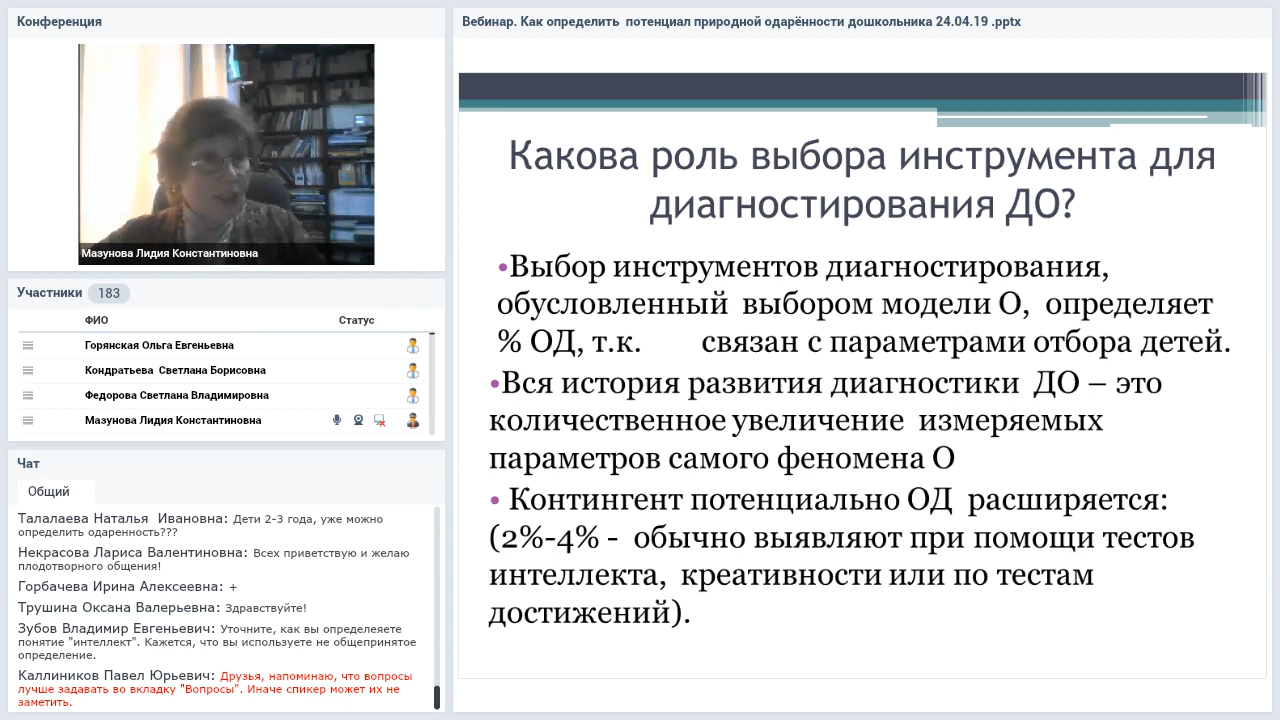 Конференция
Мазунова Лидия Константиновна
Участники 183
ФИО Статус
Горянская Ольга Евгеньевна
Кондратьева Светлана Борисовна
Федорова Светлана Владимировна
Мазунова Лидия Константиновна
Чат
Общий
Талалаева Наталья Ивановна: Дети 2-3 года, уже можно
определить одаренность???
Некрасова Лариса Валентиновна: Всех приветствую и желаю
плодотворного общения!
Горбачева Ирина Алексеевна: +
Трушина Оксана Валерьевна: Здравствуйте!
Зубов Владимир Евгеньевич: Уточните, как вы определеяете
понятие "интеллект". Кажется, что вы используете не общепринятое
определение.
Каллиников Павел Юрьевич: Друзья, напоминаю, что вопросы
лучше задавать во вкладку "Вопросы". Иначе спикер может их не
заметить.
Вебинар. Как определить потенциал природной одарённости дошкольника 24.04.19 .pptx
Какова роль выбора инструмента для
диагностирования ДО?
•Выбор инструментов диагностирования,
обусловленный выбором модели О, определяет
% ОД, т.к. связан с параметрами отбора детей.
•Вся история развития диагностики ДО – это
количественное увеличение измеряемых
параметров самого феномена О
• Контингент потенциально ОД расширяется:
(2%-4% - обычно выявляют при помощи тестов
интеллекта, креативности или по тестам
достижений).